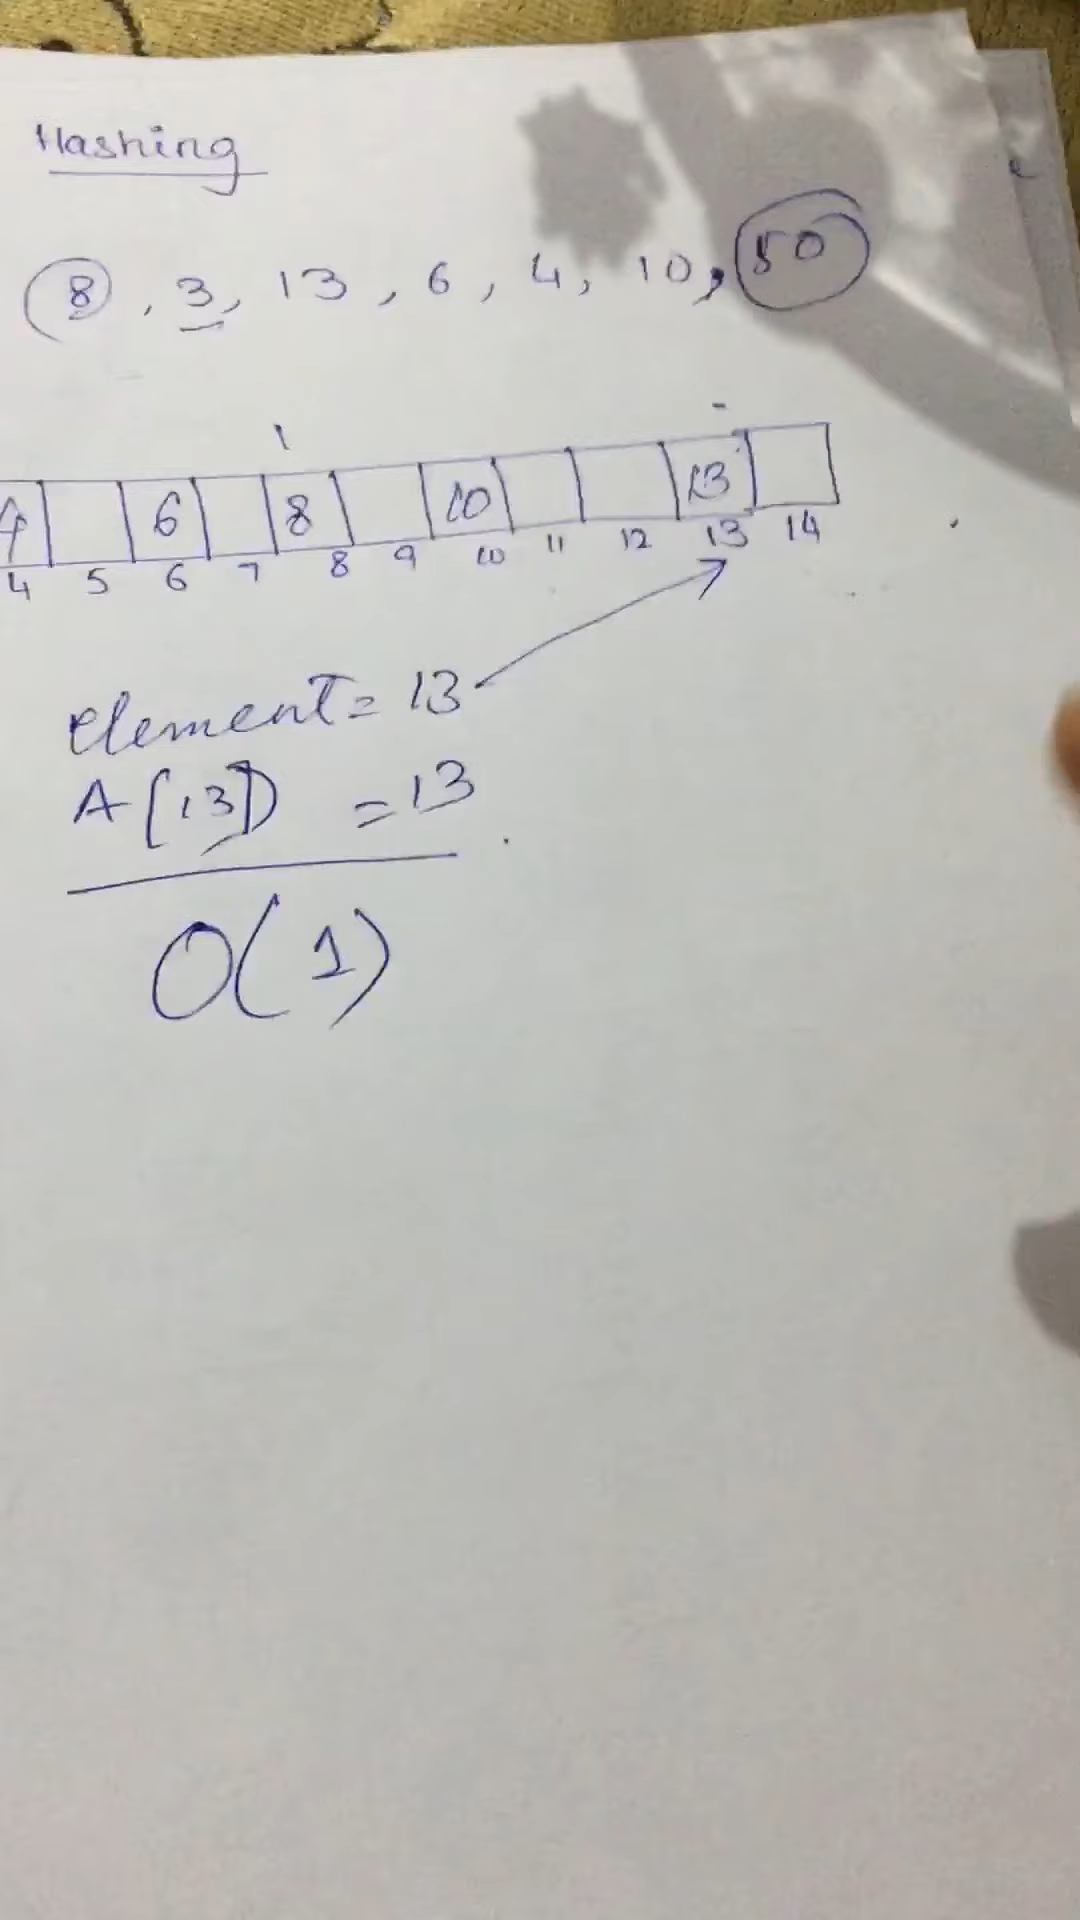 Hashing
8, 3, 13, 6, 4, 10, 50
4 6 8 10 13
4 5 6 7 8 9 10 11 12 13 14
element = 13
A[13] = 13
O(1)